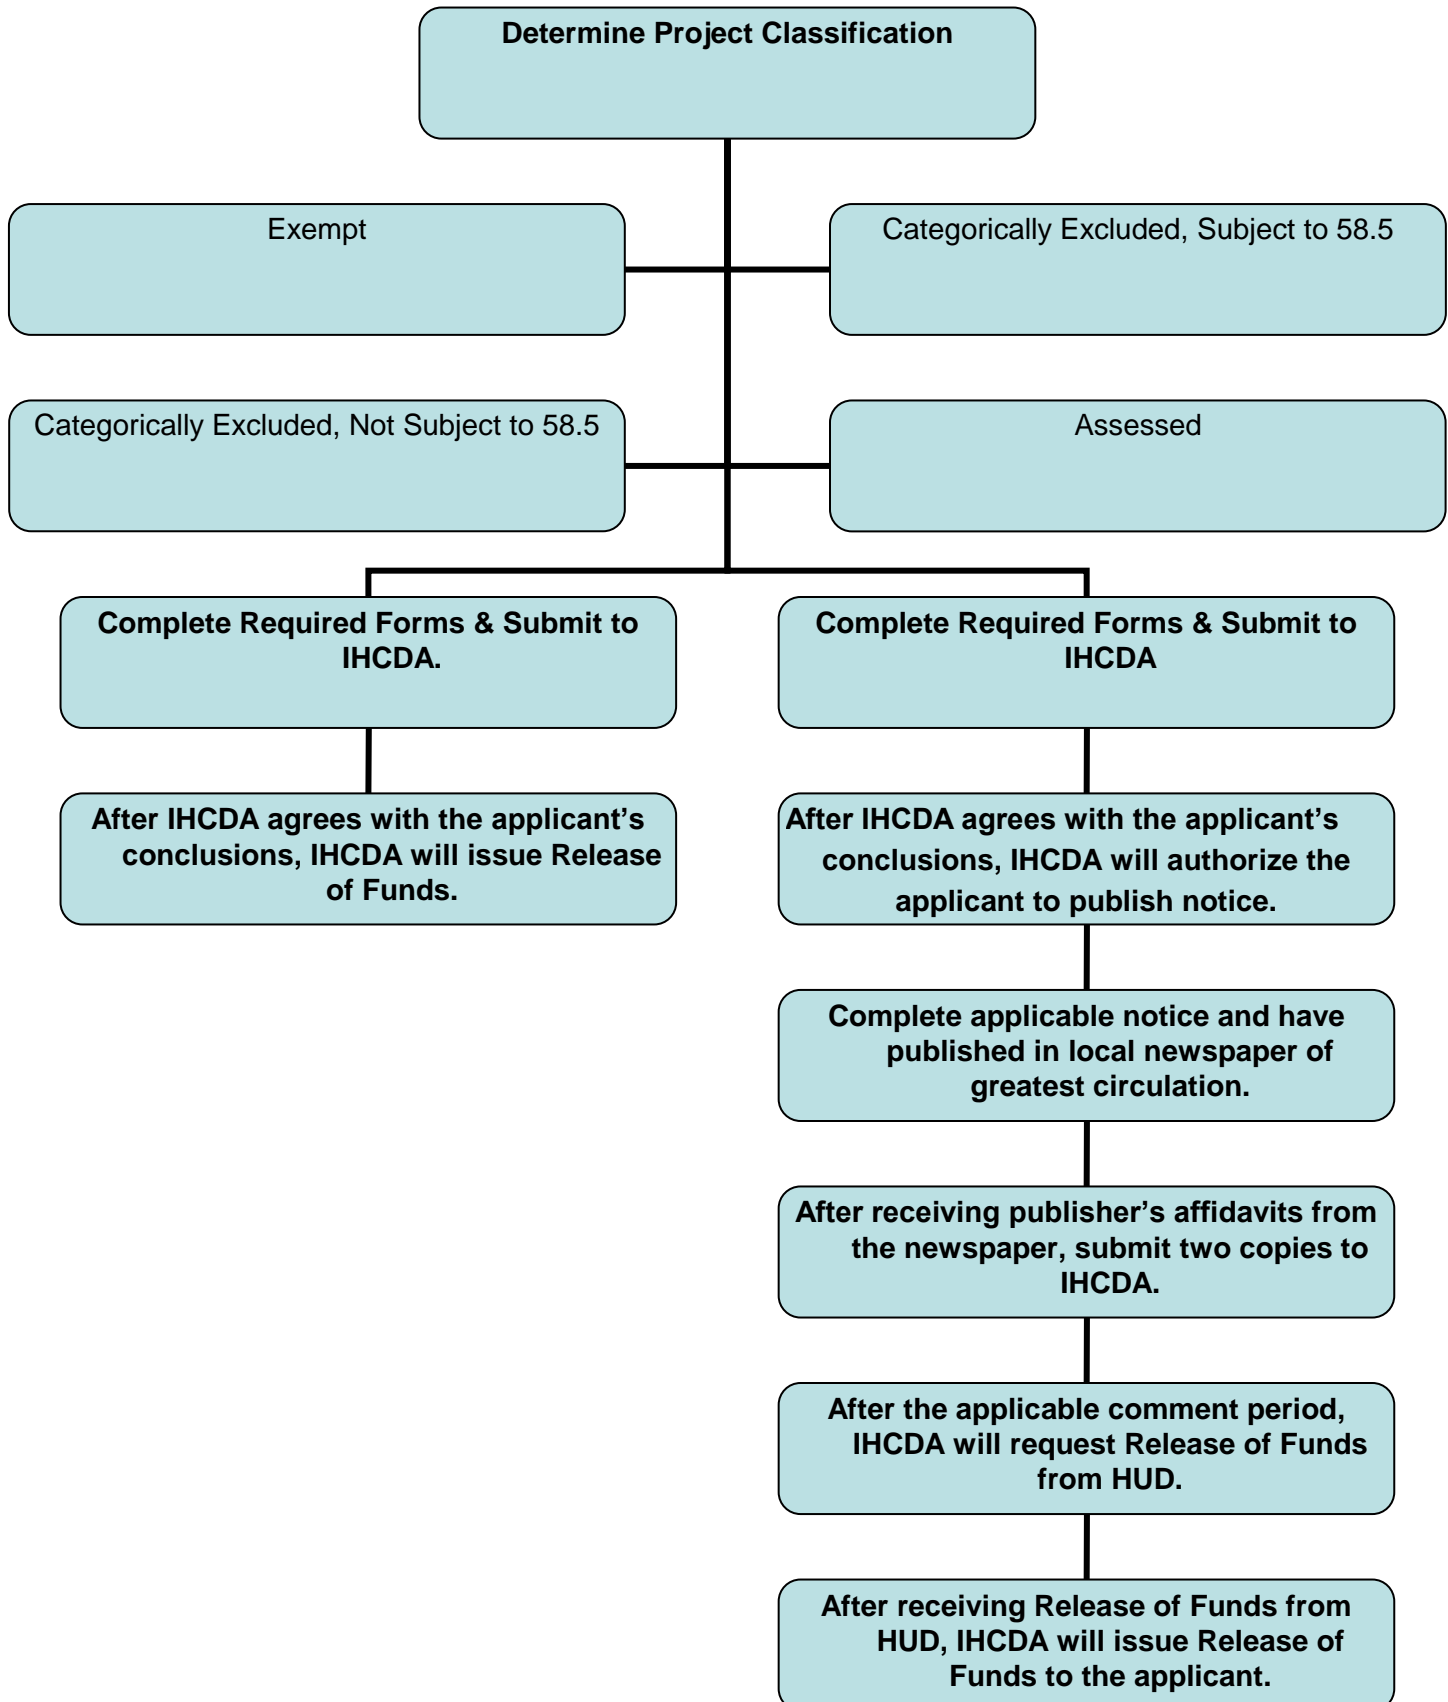 Determine Project Classification
Exempt
Categorically Excluded, Subject to 58.5
Categorically Excluded, Not Subject to 58.5
Assessed
Complete Required Forms & Submit to
IHCDA.
After IHCDA agrees with the applicant’s
conclusions, IHCDA will issue Release
of Funds.
Complete Required Forms & Submit to
IHCDA
After IHCDA agrees with the applicant’s
conclusions, IHCDA will authorize the
applicant to publish notice.
Complete applicable notice and have
published in local newspaper of
greatest circulation.
After receiving publisher’s affidavits from
the newspaper, submit two copies to
IHCDA.
After the applicable comment period,
IHCDA will request Release of Funds
from HUD.
After receiving Release of Funds from
HUD, IHCDA will issue Release of
Funds to the applicant.